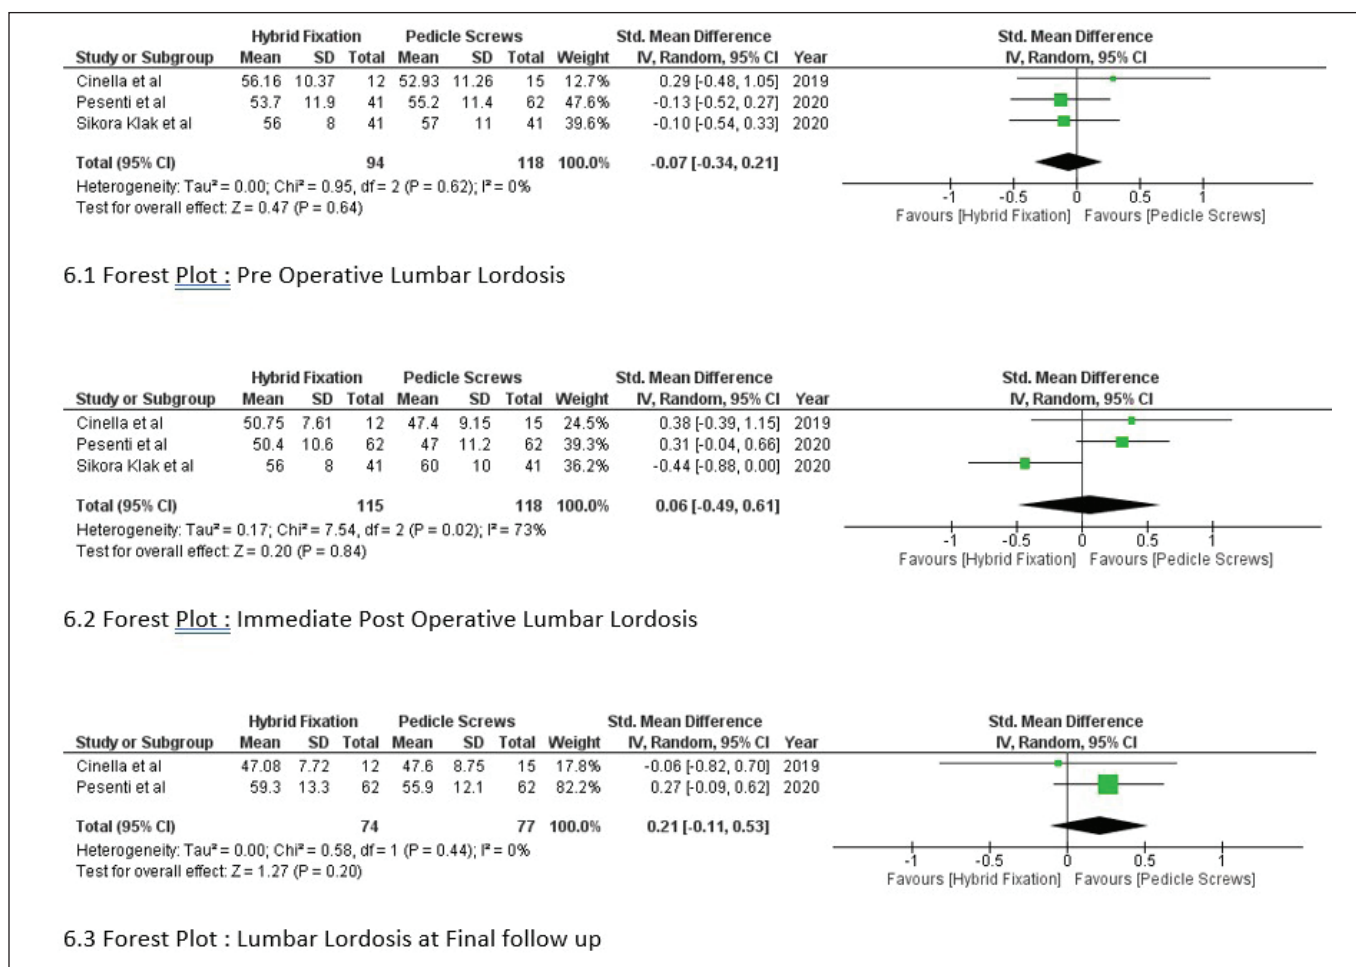 Hybrid Fixation Pedicle Screws Std. Mean Difference Std. Mean Difference
Study or Subgroup Mean SD Total Mean SD Total Weight IV, Random, 95% CI Year IV, Random, 95% CI
Cinella et al 56.16 10.37 12 52.93 11.26 15 12.7% 0.29 [-0.48, 1.05] 2019
Pesenti et al 53.7 11.9 41 55.2 11.4 62 47.6% -0.13 [-0.52, 0.27] 2020
Sikora Klak et al 56 8 41 57 11 41 39.6% -0.10 [-0.54, 0.33] 2020
Total (95% CI) 94 118 100.0% -0.07 [-0.34, 0.21]
Heterogeneity: Tau² = 0.00; Chi² = 0.95, df = 2 (P = 0.62); I² = 0%
Test for overall effect: Z = 0.47 (P = 0.64)
-1 -0.5 0 0.5 1
Favours [Hybrid Fixation] Favours [Pedicle Screws]
6.1 Forest Plot : Pre Operative Lumbar Lordosis
Hybrid Fixation Pedicle Screws Std. Mean Difference Std. Mean Difference
Study or Subgroup Mean SD Total Mean SD Total Weight IV, Random, 95% CI Year IV, Random, 95% CI
Cinella et al 50.75 7.61 12 47.4 9.15 15 24.5% 0.38 [-0.39, 1.15] 2019
Pesenti et al 50.4 10.6 62 47 11.2 62 39.3% 0.31 [-0.04, 0.66] 2020
Sikora Klak et al 56 8 41 60 10 41 36.2% -0.44 [-0.88, 0.00] 2020
Total (95% CI) 115 118 100.0% 0.06 [-0.49, 0.61]
Heterogeneity: Tau² = 0.17; Chi² = 7.54, df = 2 (P = 0.02); I² = 73%
Test for overall effect: Z = 0.20 (P = 0.84)
-1 -0.5 0 0.5 1
Favours [Hybrid Fixation] Favours [Pedicle Screws]
6.2 Forest Plot : Immediate Post Operative Lumbar Lordosis
Hybrid Fixation Pedicle Screws Std. Mean Difference Std. Mean Difference
Study or Subgroup Mean SD Total Mean SD Total Weight IV, Random, 95% CI Year IV, Random, 95% CI
Cinella et al 47.08 7.72 12 47.6 8.75 15 17.8% -0.06 [-0.82, 0.70] 2019
Pesenti et al 59.3 13.3 62 55.9 12.1 62 82.2% 0.27 [-0.09, 0.62] 2020
Total (95% CI) 74 77 100.0% 0.21 [-0.11, 0.53]
Heterogeneity: Tau² = 0.00; Chi² = 0.58, df = 1 (P = 0.44); I² = 0%
Test for overall effect: Z = 1.27 (P = 0.20)
-1 -0.5 0 0.5 1
Favours [Hybrid Fixation] Favours [Pedicle Screws]
6.3 Forest Plot : Lumbar Lordosis at Final follow up